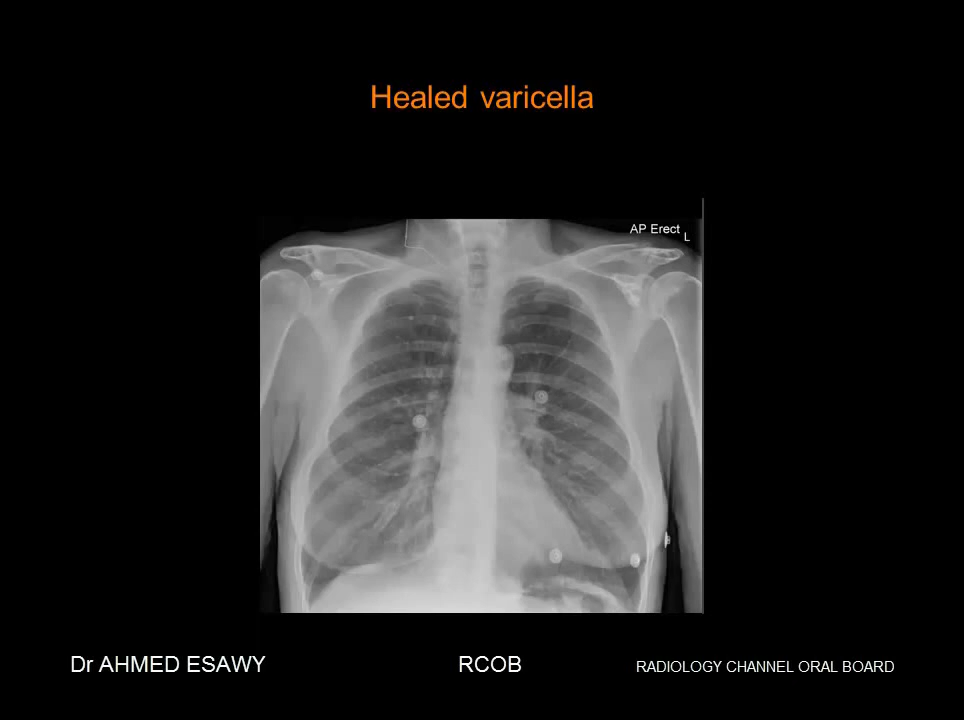 Healed varicella
AP Erect
L
Dr AHMED ESAWY RCOB RADIOLOGY CHANNEL ORAL BOARD